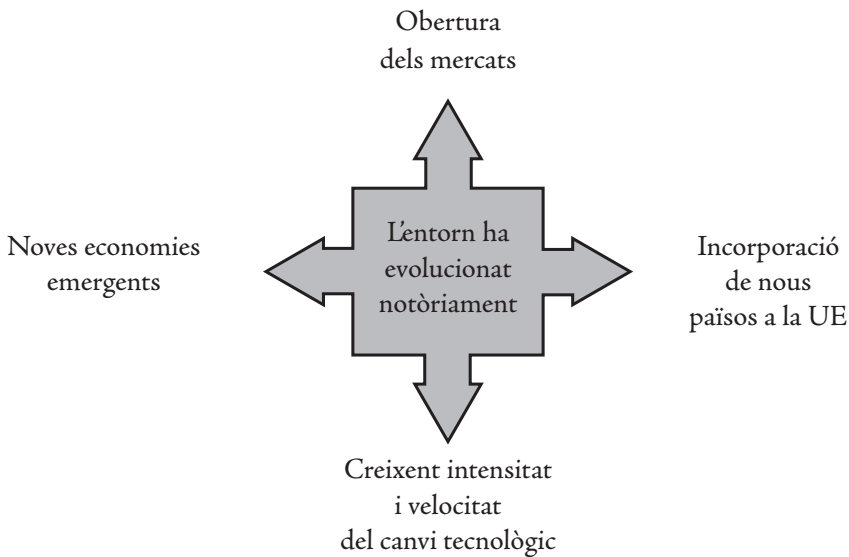 Obertura
dels mercats
Noves economies
emergents
L'entorn ha
evolucionat
notòriament
Incorporació
de nous
països a la UE
Creixent intensitat
i velocitat
del canvi tecnològic